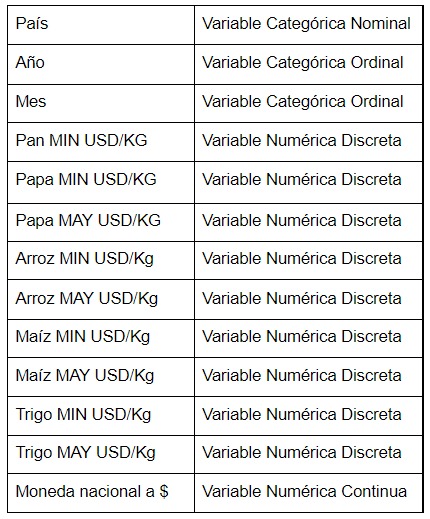 País Variable Categórica Nominal
Año Variable Categórica Ordinal
Mes Variable Categórica Ordinal
Pan MIN USD/KG Variable Numérica Discreta
Papa MIN USD/KG Variable Numérica Discreta
Papa MAY USD/KG Variable Numérica Discreta
Arroz MIN USD/Kg Variable Numérica Discreta
Arroz MAY USD/Kg Variable Numérica Discreta
Maíz MIN USD/Kg Variable Numérica Discreta
Maíz MAY USD/Kg Variable Numérica Discreta
Trigo MIN USD/Kg Variable Numérica Discreta
Trigo MAY USD/Kg Variable Numérica Discreta
Moneda nacional a $ Variable Numérica Continua